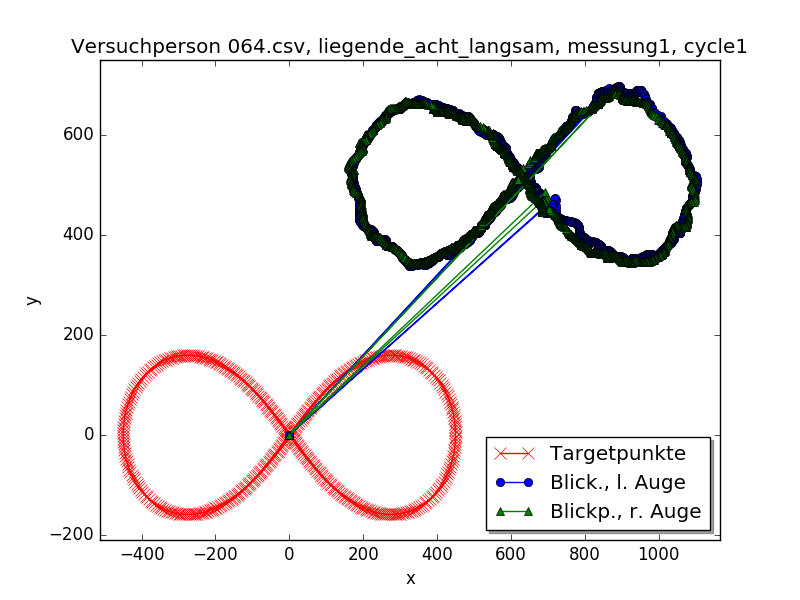 Versuchperson 064.csv, liegende_acht_langsam, messung1, cycle1
y
600
400
200
0
−200
−400
−200
0
200
400
600
800
1000
x
Targetpunkte
Blick., l. Auge
Blickp., r. Auge